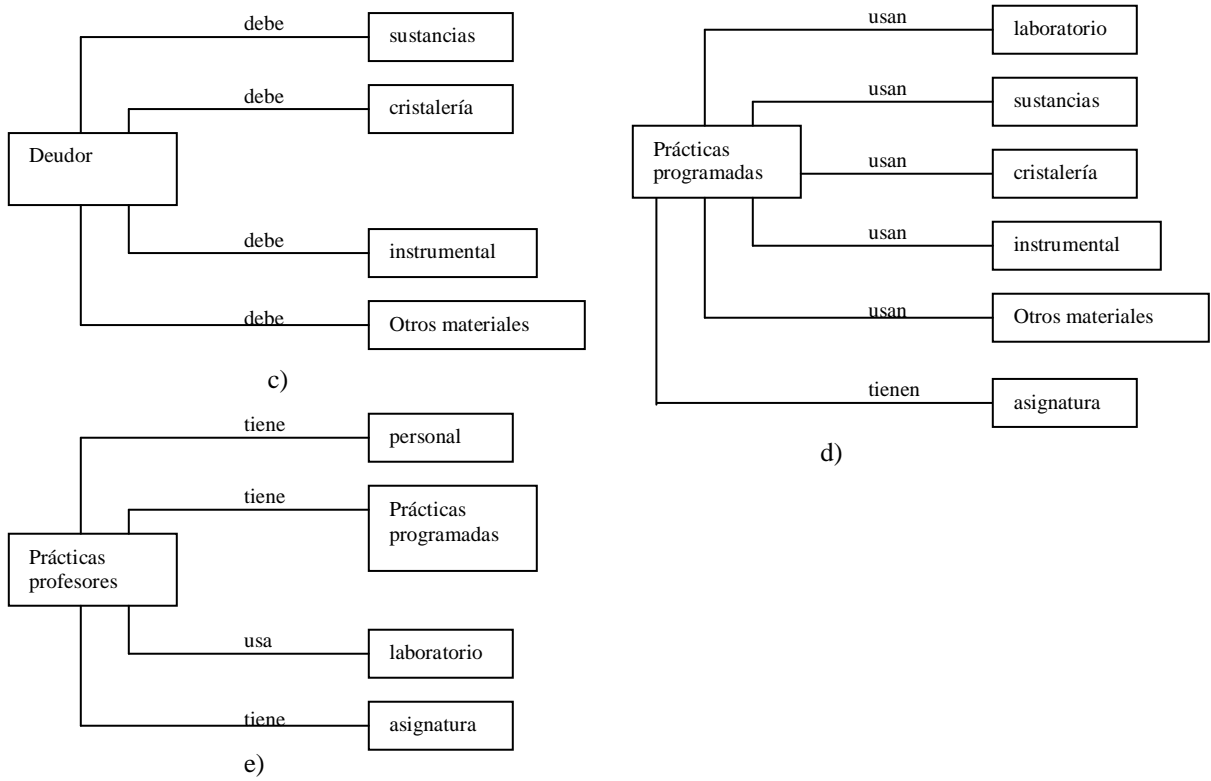 debe
sustancias
debe
cristalería
Deudor
debe
instrumental
debe
Otros materiales
c)
usan
laboratorio
usan
sustancias
Prácticas
programadas
usan
cristalería
usan
instrumental
usan
Otros materiales
tienen
asignatura
d)
tiene
personal
tiene
Prácticas
programadas
Prácticas
profesores
usa
laboratorio
tiene
asignatura
e)